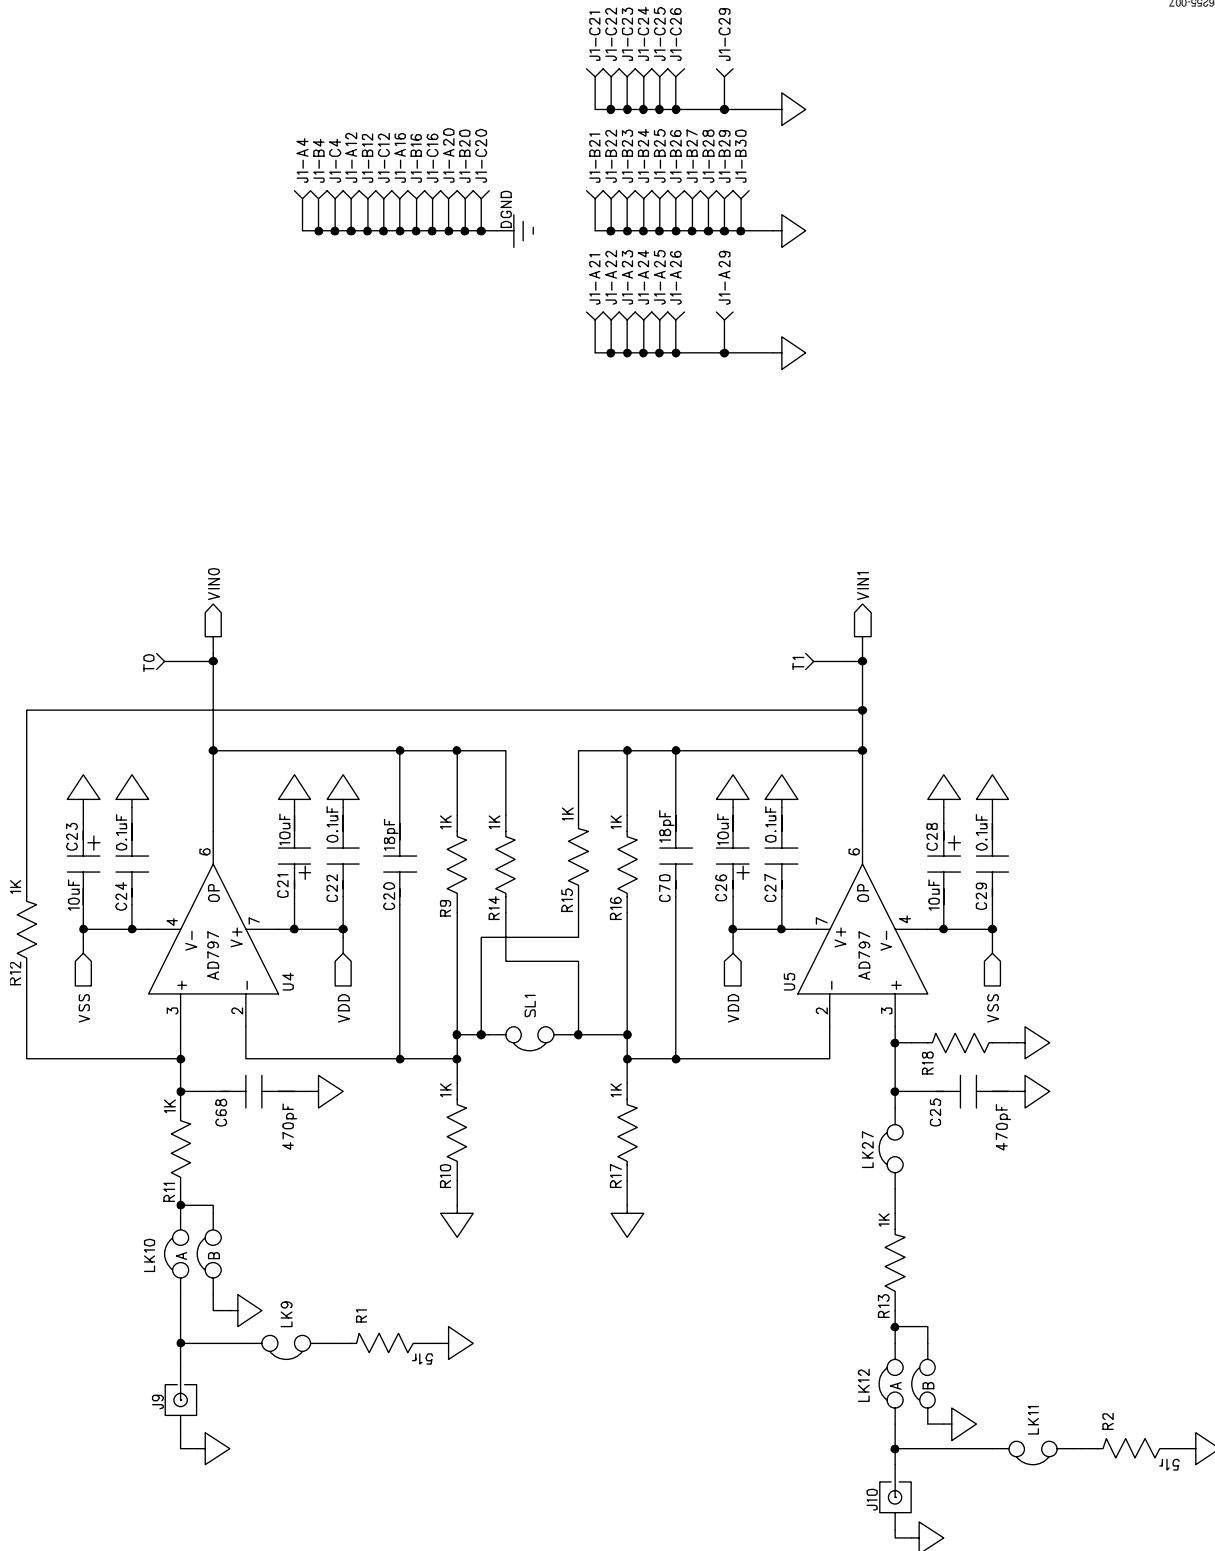 6255-007
J1-C21
J1-C22
J1-C23
J1-C24
J1-C25
J1-C26
J1-C29
J1-A4
J1-B4
J1-C4
J1-A12
J1-B12
J1-C12
J1-A16
J1-B16
J1-C16
J1-A20
J1-B20
J1-C20
DGND
J1-B21
J1-B22
J1-B23
J1-B24
J1-B25
J1-B26
J1-B27
J1-B28
J1-B29
J1-B30
J1-A21
J1-A22
J1-A23
J1-A24
J1-A25
J1-A26
J1-A29
VIN0
VIN1
T0
T1
R12
1K
C23
10uF
+
C24
0.1uF
VSS
4
V-
AD797
OP
6
V+
7
U4
3
+
2
-
C21
10uF
+
C22
0.1uF
VDD
C20
18pF
R9
1K
R14
1K
R15
1K
R16
1K
C70
18pF
C26
10uF
+
C27
0.1uF
VDD
U5
7
V+
AD797
OP
6
V-
4
2
-
3
+
C28
10uF
+
C29
0.1uF
VSS
SL1
R11
1K
C68
470pF
R10
1K
R17
1K
R18
C25
470pF
LK27
LK10
A
B
LK9
R1
51r
J9
R13
1K
LK12
A
B
LK11
R2
51r
J10